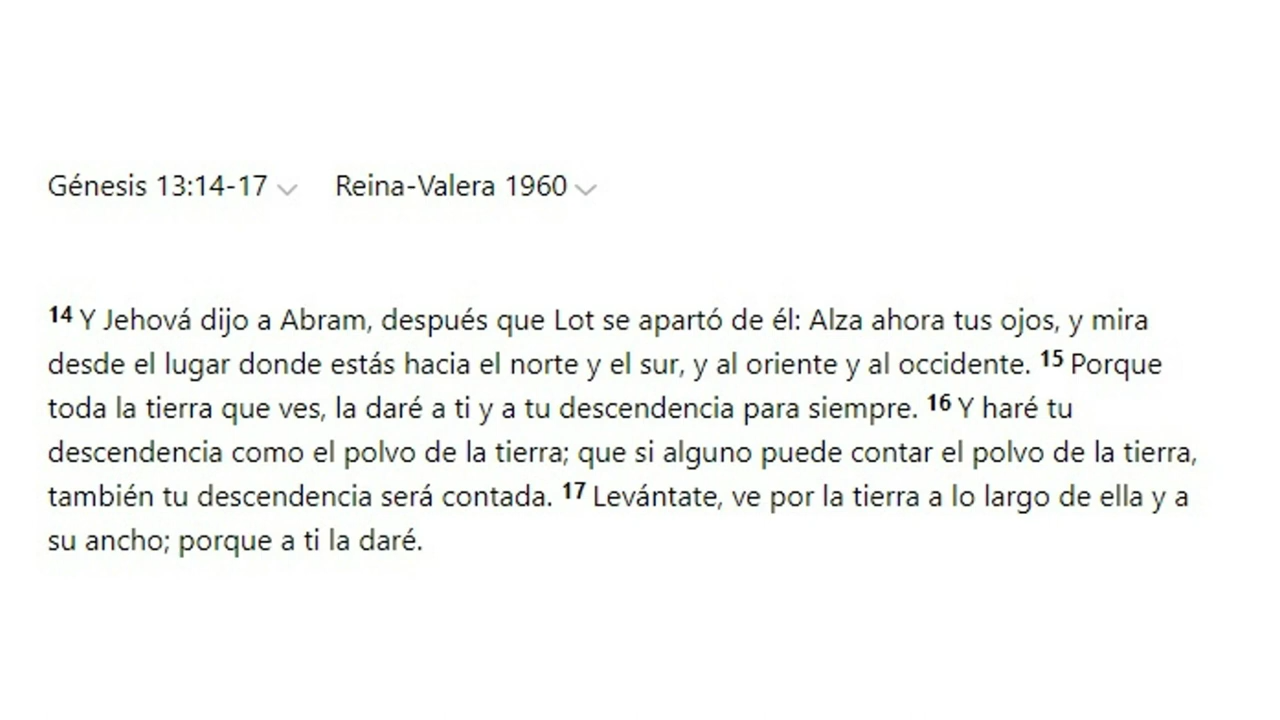 Génesis 13:14-17 Reina-Valera 1960
14 Y Jehová dijo a Abram, después que Lot se apartó de él: Alza ahora tus ojos, y mira
desde el lugar donde estás hacia el norte y el sur, y al oriente y al occidente. 15 Porque
toda la tierra que ves, la daré a ti y a tu descendencia para siempre. 16 Y haré tu
descendencia como el polvo de la tierra; que si alguno puede contar el polvo de la tierra,
también tu descendencia será contada. 17 Levántate, ve por la tierra a lo largo de ella y a
su ancho; porque a ti la daré.